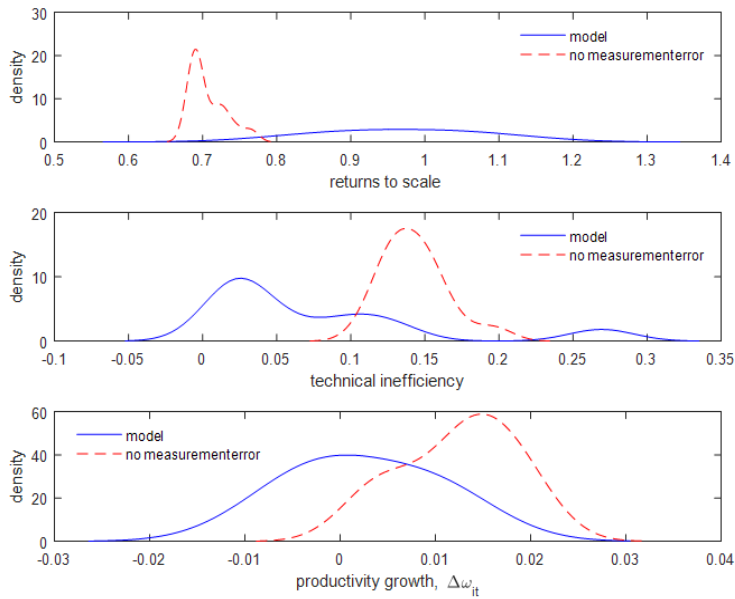 30
20
10
0
density
model
no measurementerror
0.5 0.6 0.7 0.8 0.9 1 1.1 1.2 1.3 1.4
returns to scale
20
10
0
density
model
no measurementerror
-0.1 -0.05 0 0.05 0.1 0.15 0.2 0.25 0.3 0.35
technical inefficiency
60
40
20
0
density
model
no measurementerror
-0.03 -0.02 -0.01 0 0.01 0.02 0.03 0.04
productivity growth, Δω_it